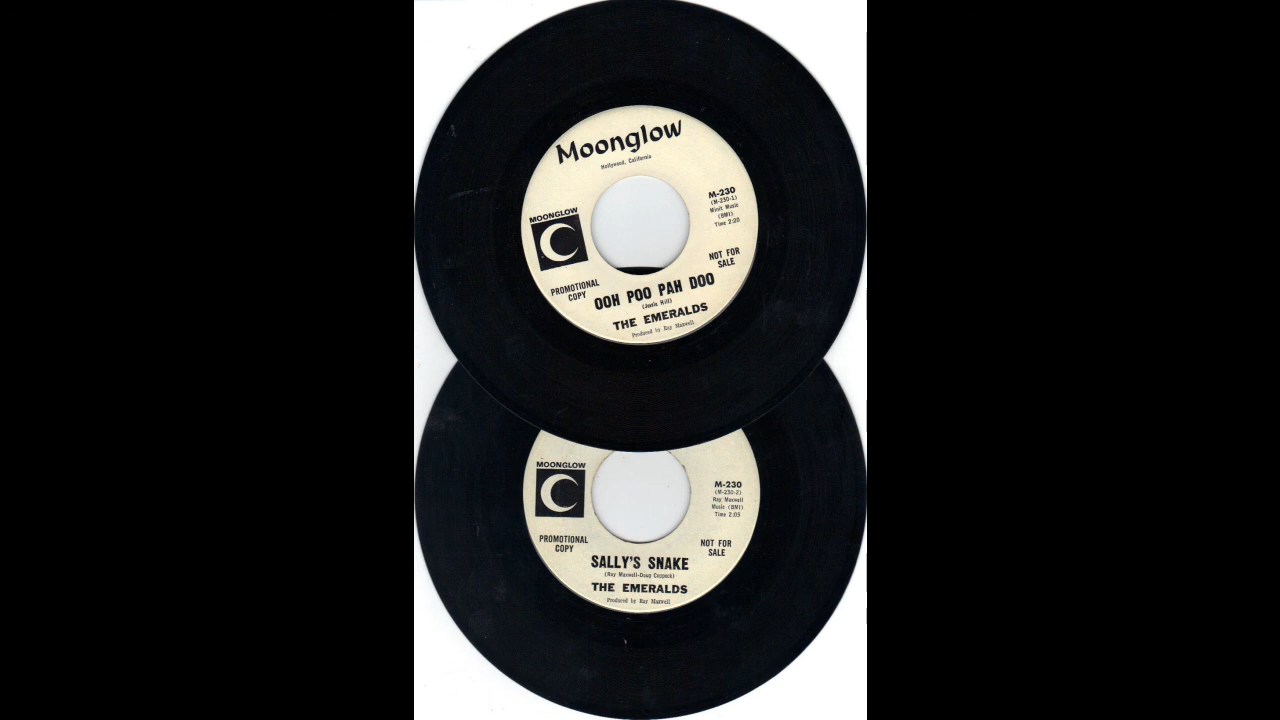 Moonglow
Hollywood, California
MOONGLOW
M-230
(M-230-1)
Minit Music
(BMI)
Time 2:20
NOT FOR
SALE
PROMOTIONAL
COPY
OOH POO PAH DOO
(Jessie Hill)
THE EMERALDS
Produced by Ray Maxwell
MOONGLOW
M-230
(M-230-2)
Ray Maxwell
Music (BMI)
Time 2:05
PROMOTIONAL
COPY
NOT FOR
SALE
SALLY'S SNAKE
(Ray Maxwell-Doug Coppock)
THE EMERALDS
Produced by Ray Maxwell